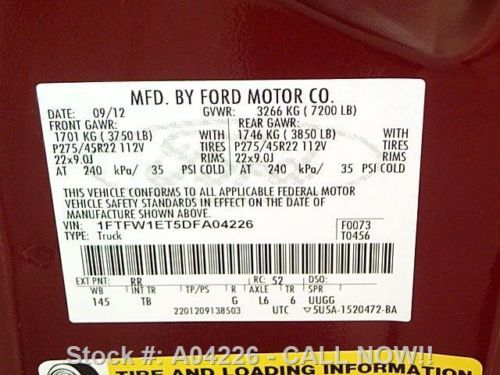 MFD. BY FORD MOTOR CO.
DATE: 09/12 GVWR: 3266 KG ( 7200 LB)
FRONT GAWR: REAR GAWR:
1701 KG ( 3750 LB) 1746 KG ( 3850 LB)
P275/45R22 112V TIRES P275/45R22 112V TIRES
22x9.0J RIMS 22x9.0J RIMS
AT 240 kPa/ 35 PSI COLD AT 240 kPa/ 35 PSI COLD
THIS VEHICLE CONFORMS TO ALL APPLICABLE FEDERAL MOTOR
VEHICLE SAFETY AND BUMPER STANDARDS IN EFFECT ON THE DATE OF
MANUFACTURE SHOWN ABOVE.
VIN: 1FTFW1ET5DFA04226 F0073
TYPE: Truck T0456
EXT PNT: RR RC: 52 DSO:
WB INT TR TP/PS R AXLE TR SPR
145 TB G L6 6 UUGG
2201209138503 UTC ▽5U5A-1520472-BA
Stock #: A04226 - CALL NOW!!
TIRE AND LOADING INFORMATION